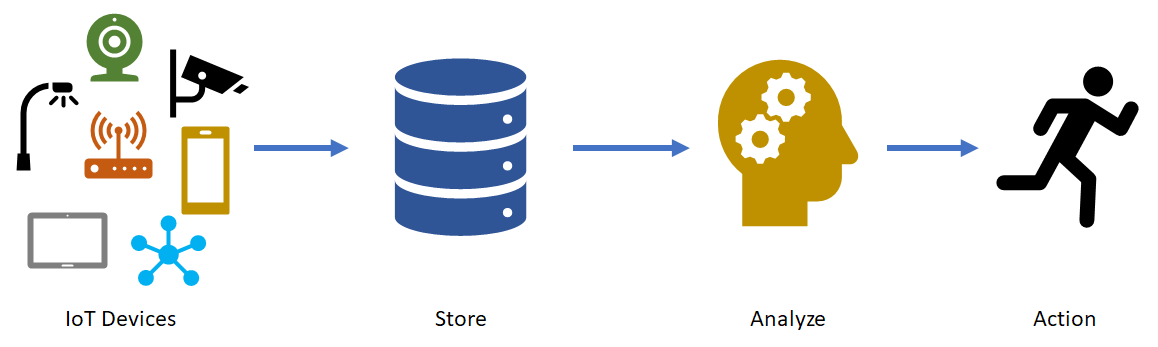 IoT Devices
Store
Analyze
Action